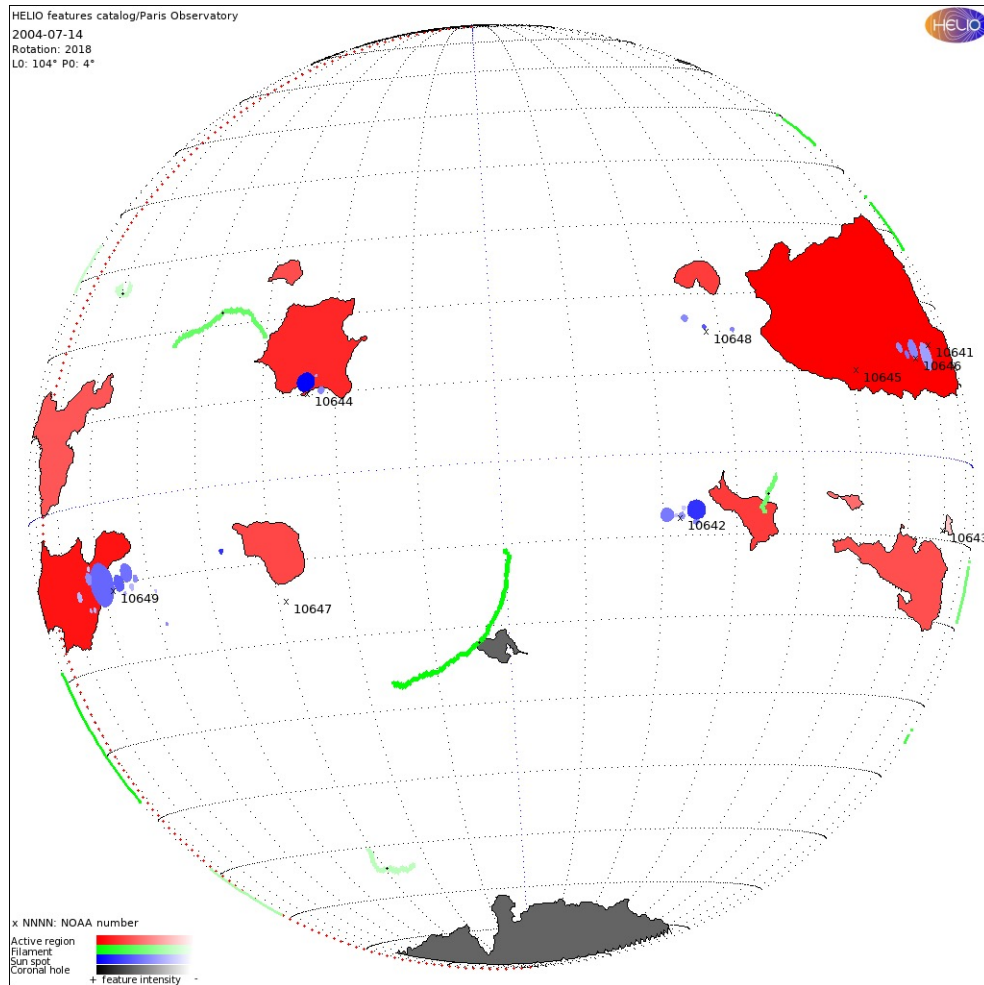 HELIO features catalog/Paris Observatory
2004-07-14
Rotation: 2018
L0: 104° P0: 4°
HELIO
10648
10641
10646
10645
10644
10642
10643
10649
10647
x NNNN: NOAA number
Active region
Filament
Sun spot
Coronal hole
+ feature intensity -